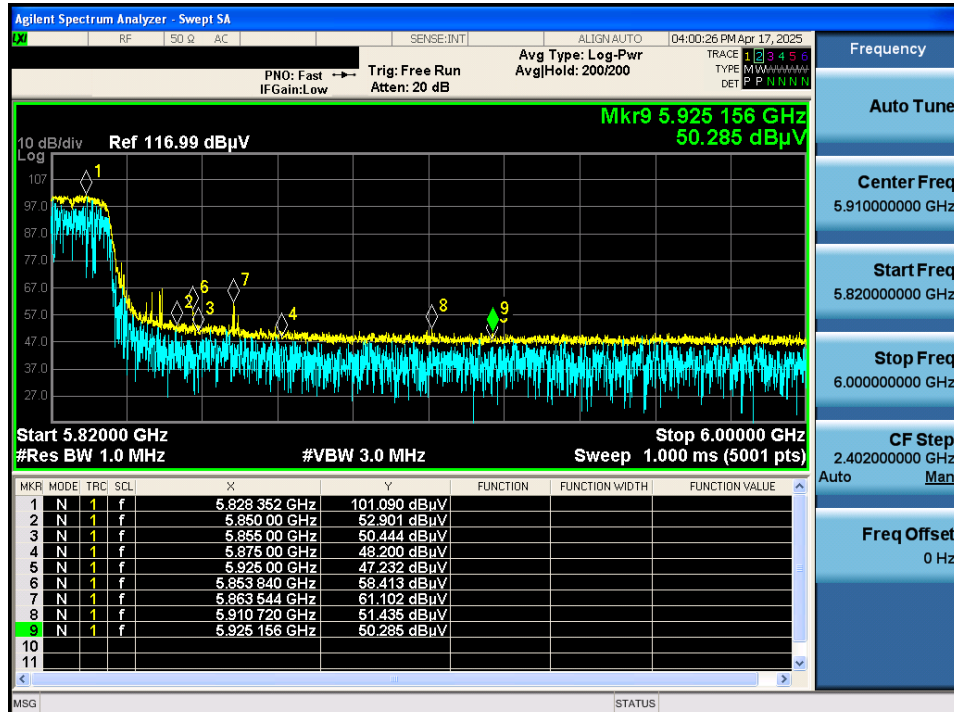 Agilent Spectrum Analyzer - Swept SA
LXI RF 50 Ω AC SENSE:INT ALIGN AUTO 04:00:26 PM Apr 17, 2025
Frequency
PNO: Fast Trig: Free Run Avg Type: Log-Pwr TRACE 1 2 3 4 5 6
IFGain:Low Atten: 20 dB Avg|Hold: 200/200 TYPE M
DET P P N N N N
Auto Tune
Mkr9 5.925 156 GHz
50.285 dBµV
10 dB/div Ref 116.99 dBµV
Log
107
97.0
87.0
77.0
67.0
57.0
47.0
37.0
27.0
1
2
6
3
7
4
8
9
Start 5.82000 GHz Stop 6.00000 GHz
#Res BW 1.0 MHz #VBW 3.0 MHz Sweep 1.000 ms (5001 pts)
Center Freq
5.910000000 GHz
Start Freq
5.820000000 GHz
Stop Freq
6.000000000 GHz
CF Step
2.402000000 GHz
Auto Man
Freq Offset
0 Hz
MKR MODE TRC SCL X Y FUNCTION FUNCTION WIDTH FUNCTION VALUE
1 N 1 f 5.828 352 GHz 101.090 dBµV
2 N 1 f 5.850 00 GHz 52.901 dBµV
3 N 1 f 5.855 00 GHz 50.444 dBµV
4 N 1 f 5.875 00 GHz 48.200 dBµV
5 N 1 f 5.925 00 GHz 47.232 dBµV
6 N 1 f 5.853 840 GHz 58.413 dBµV
7 N 1 f 5.863 544 GHz 61.102 dBµV
8 N 1 f 5.910 720 GHz 51.435 dBµV
9 N 1 f 5.925 156 GHz 50.285 dBµV
10
11
MSG STATUS